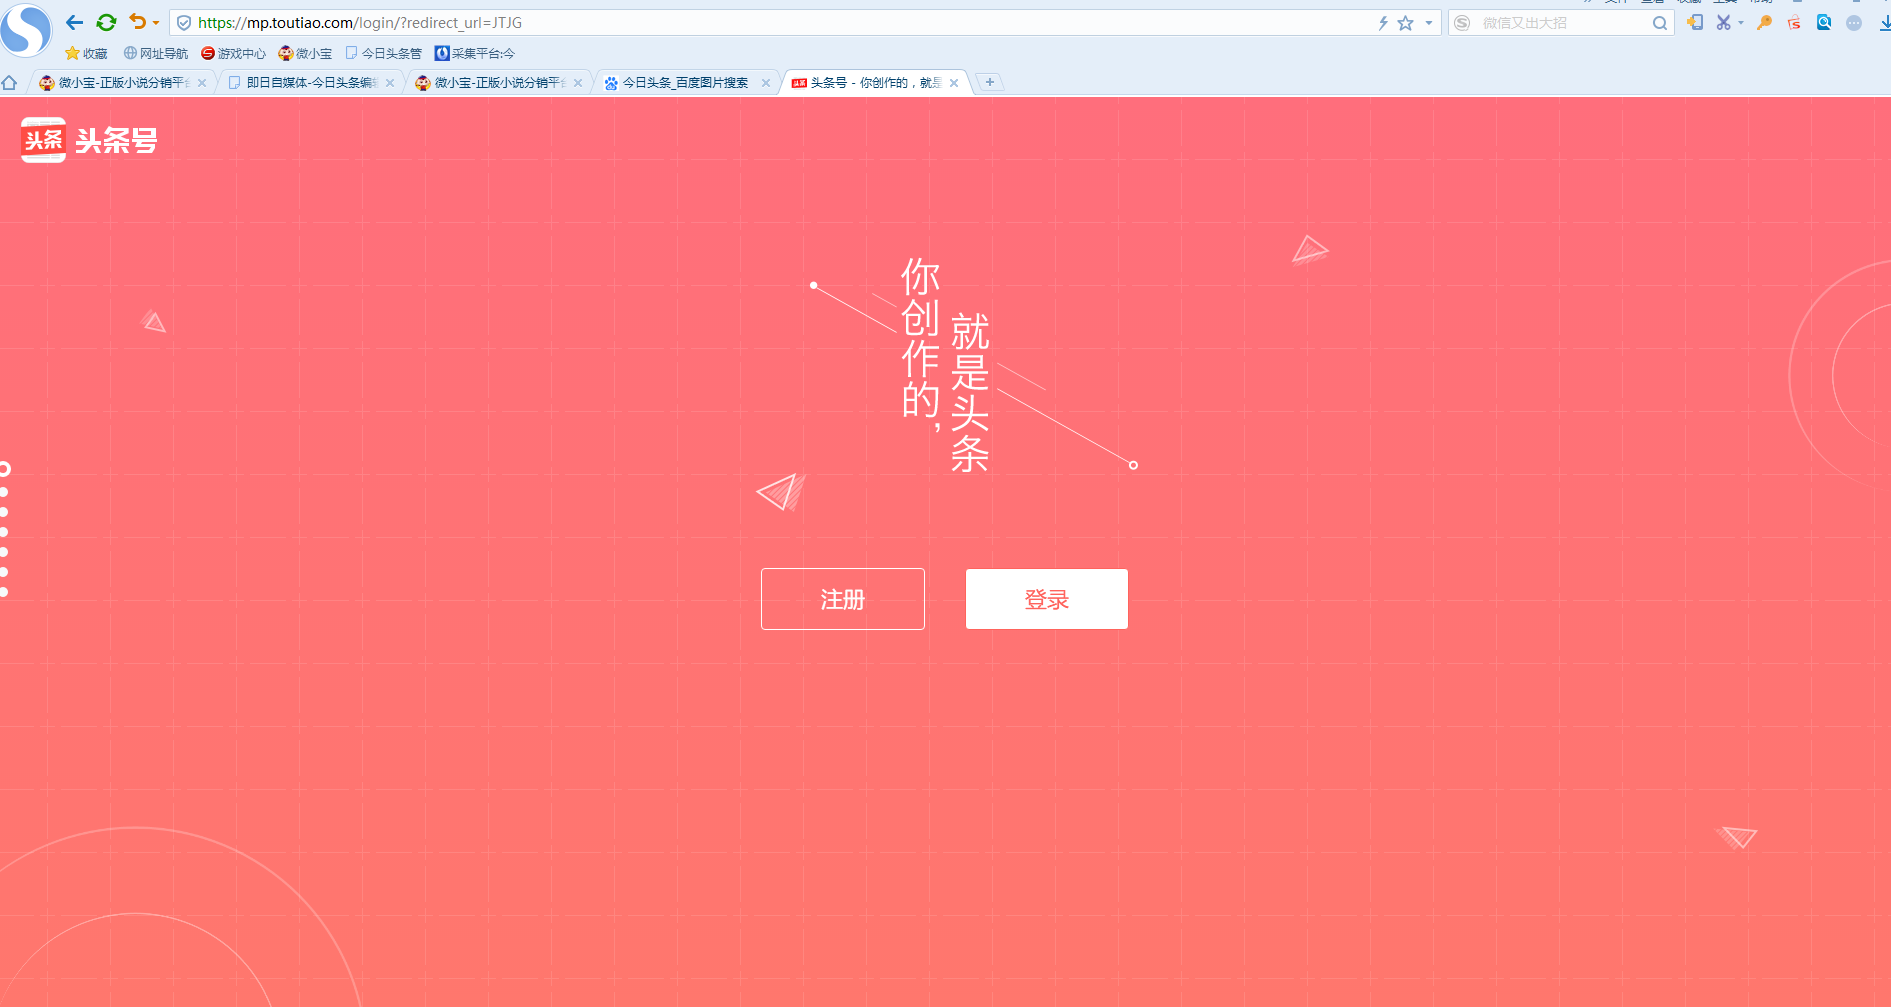 https://mp.toutiao.com/login/?redirect_url=JTJG
微信又出大招
收藏
网址导航
游戏中心
微小宝
今日头条管
采集平台:今
微小宝-正版小说分销平台
即日自媒体-今日头条编辑
微小宝-正版小说分销平台
今日头条_百度图片搜索
头条号 - 你创作的，就是
头条
头条号
你创作的，
就是头条
注册
登录